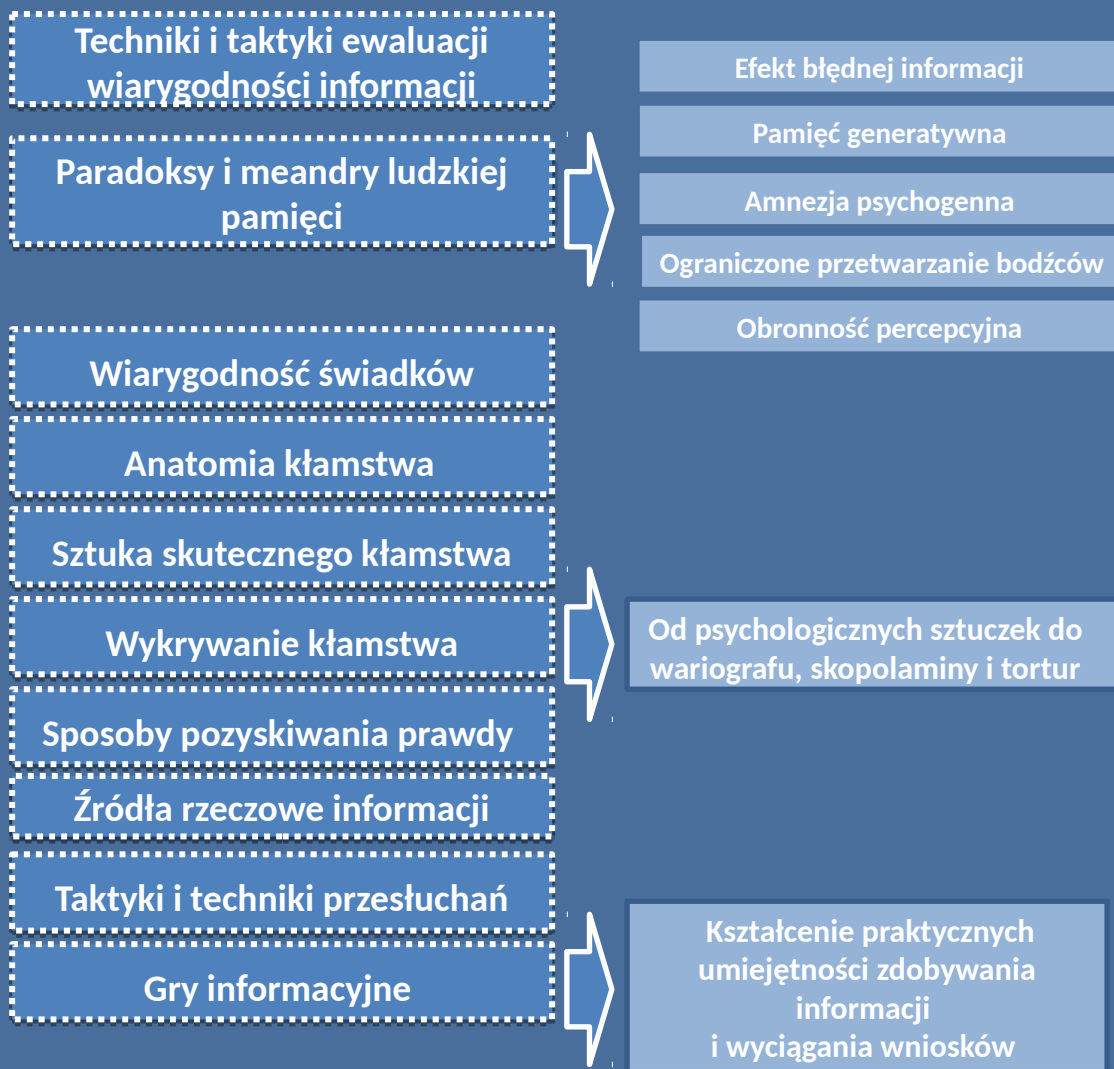 Techniki i taktyki ewaluacji
wiarygodności informacji
Paradoksy i meandry ludzkiej
pamięci
Efekt błędnej informacji
Pamięć generatywna
Amnezja psychogenna
Ograniczone przetwarzanie bodźców
Obronność percepcyjna
Wiarygodność świadków
Anatomia kłamstwa
Sztuka skutecznego kłamstwa
Wykrywanie kłamstwa
Od psychologicznych sztuczek do
wariografu, skopolaminy i tortur
Sposoby pozyskiwania prawdy
Źródła rzeczowe informacji
Taktyki i techniki przesłuchań
Gry informacyjne
Kształcenie praktycznych
umiejętności zdobywania
informacji
i wyciągania wniosków